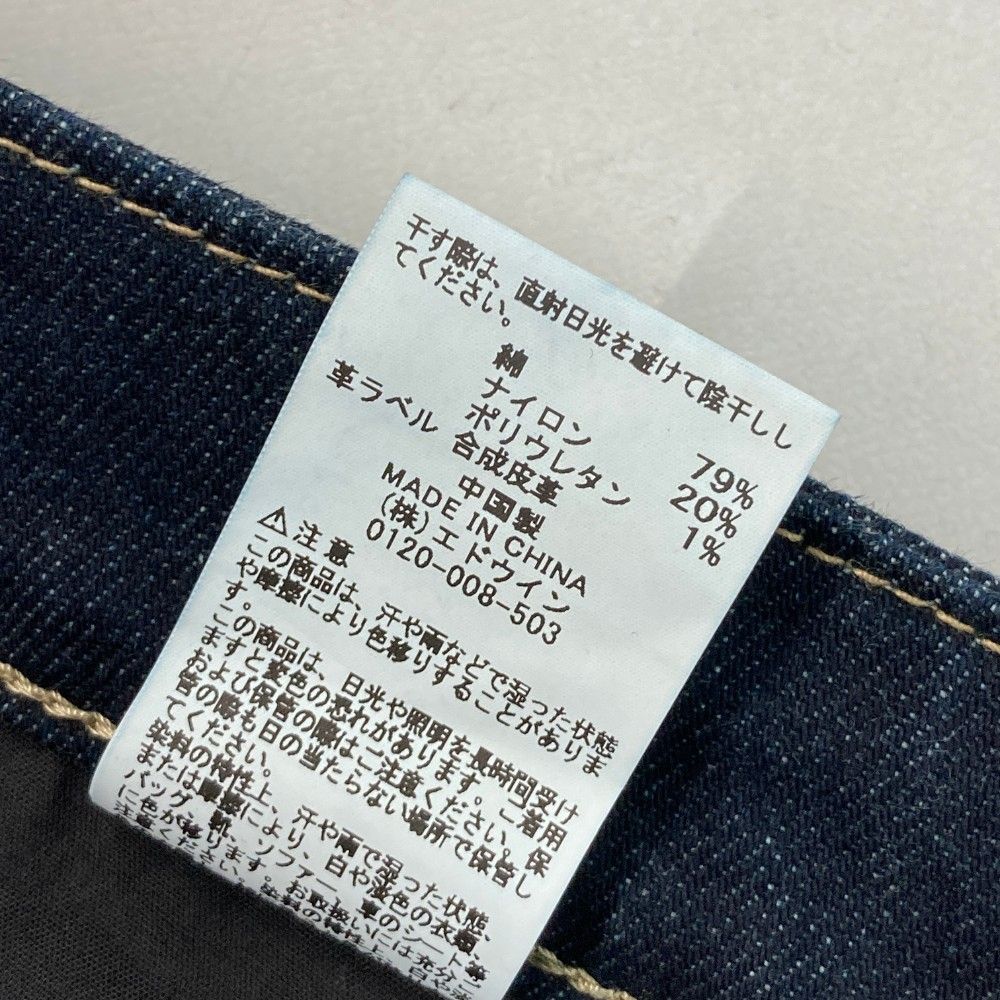 干す際は、直射日光を避けて陰干しし
てください。
綿 79%
ナイロン 20%
ポリウレタン 1%
革ラベル 合成皮革
中国製
MADE IN CHINA
(株)エドウイン
0120-008-503
⚠注意
この商品は、汗や雨などで湿った状態
や摩擦により色移りすることがありま
す。
この商品は、日光や照明を長時間受け
ますと変色の恐れがあります。ご着用
および保管の際はご注意ください。保
管の際も日の当たらない場所で保管し
てください。
染料の特性上、汗や雨で湿った状態、
または摩擦により、白や淡色の衣類、
バッグ、靴、ソファー、車のシート等
に色が移ります。お取扱いには充分ご
注意ください。